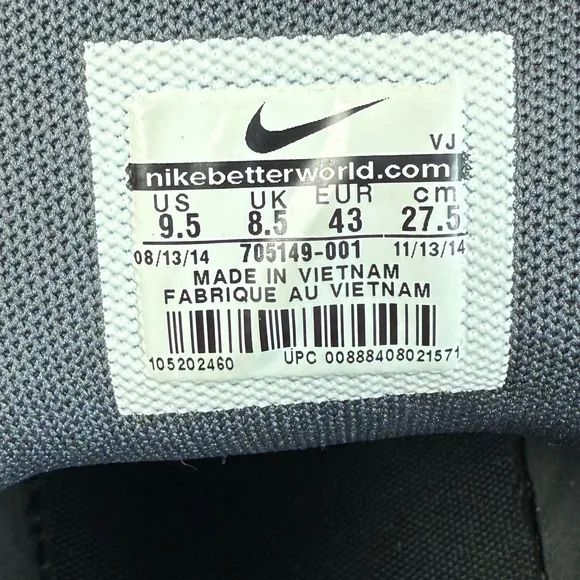 VJ
nikebetterworld.com
US UK EUR cm
9.5 8.5 43 27.5
08/13/14 705149-001 11/13/14
MADE IN VIETNAM
FABRIQUE AU VIETNAM
105202460 UPC 00888408021571